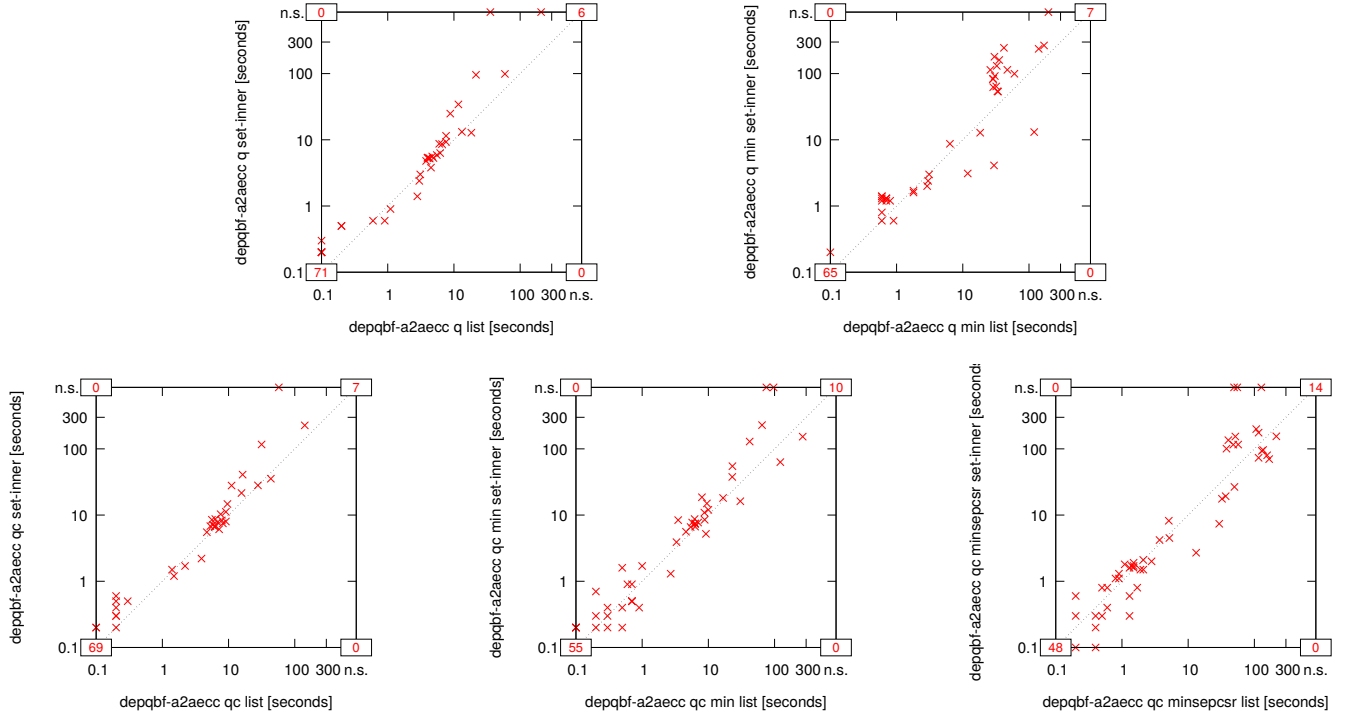 n.s.
0
6
300
100
10
1
0.1
71
0
0.1 1 10 100 300 n.s.
depqbf-a2aecc q set-inner [seconds]
depqbf-a2aecc q list [seconds]
n.s.
0
7
300
100
10
1
0.1
65
0
0.1 1 10 100 300 n.s.
depqbf-a2aecc q min set-inner [seconds]
depqbf-a2aecc q min list [seconds]
n.s.
0
7
300
100
10
1
0.1
69
0
0.1 1 10 100 300 n.s.
depqbf-a2aecc qc set-inner [seconds]
depqbf-a2aecc qc list [seconds]
n.s.
0
10
300
100
10
1
0.1
55
0
0.1 1 10 100 300 n.s.
depqbf-a2aecc qc min set-inner [seconds]
depqbf-a2aecc qc min list [seconds]
n.s.
0
14
300
100
10
1
0.1
48
0
0.1 1 10 100 300 n.s.
depqbf-a2aecc qc minsepcsr set-inner [second
depqbf-a2aecc qc minsepcsr list [seconds]